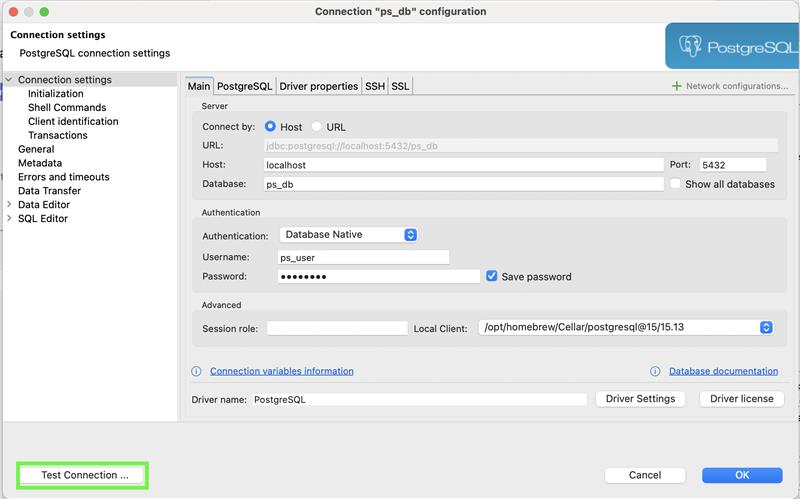 Connection "ps_db" configuration
Connection settings
PostgreSQL connection settings
PostgreSQL
Connection settings
Initialization
Shell Commands
Client identification
Transactions
General
Metadata
Errors and timeouts
Data Transfer
Data Editor
SQL Editor
Main PostgreSQL Driver properties SSH SSL Network configurations...
Server
Connect by: Host URL
URL: jdbc:postgresql://localhost:5432/ps_db
Host: localhost Port: 5432
Database: ps_db Show all databases
Authentication
Authentication: Database Native
Username: ps_user
Password: •••••••• Save password
Advanced
Session role: Local Client: /opt/homebrew/Cellar/postgresql@15/15.13
Connection variables information Database documentation
Driver name: PostgreSQL Driver Settings Driver license
Test Connection ... Cancel OK